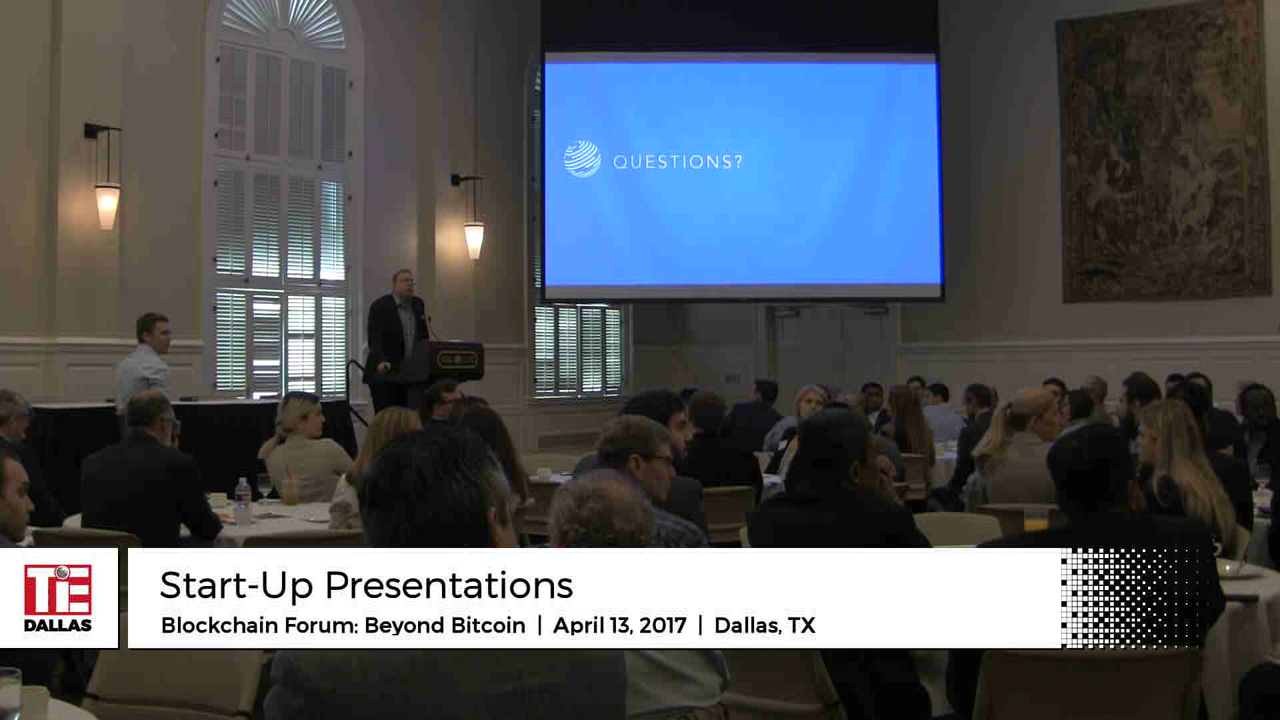 QUESTIONS?
TiE
DALLAS
Start-Up Presentations
Blockchain Forum: Beyond Bitcoin | April 13, 2017 | Dallas, TX